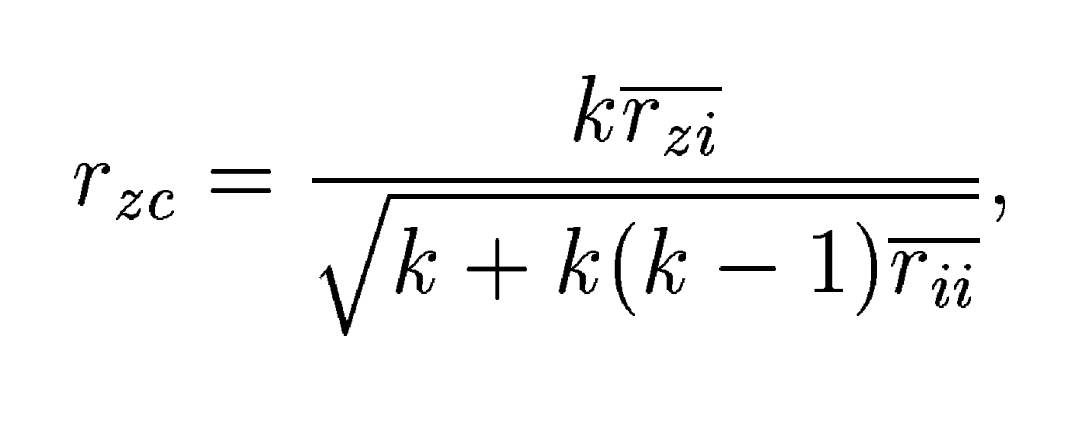 $r_{zc} = \frac{k\overline{r_{zi}}}{\sqrt{k + k(k-1)\overline{r_{ii}}}},$